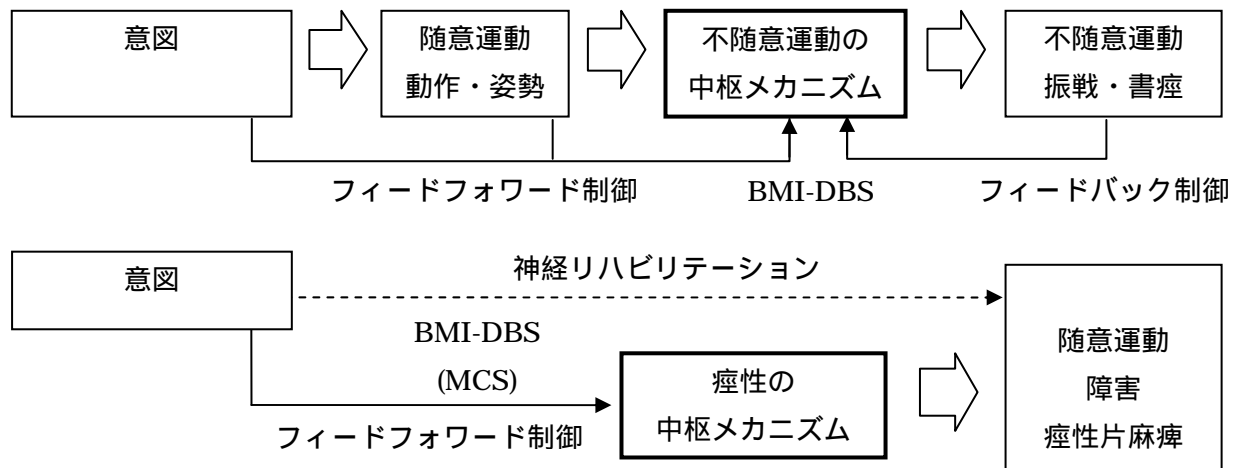 意図
随意運動
動作・姿勢
不随意運動の
中枢メカニズム
不随意運動
振戦・書痙
フィードフォワード制御
BMI-DBS
フィードバック制御
意図
神経リハビリテーション
BMI-DBS
(MCS)
フィードフォワード制御
痙性の
中枢メカニズム
随意運動
障害
痙性片麻痺